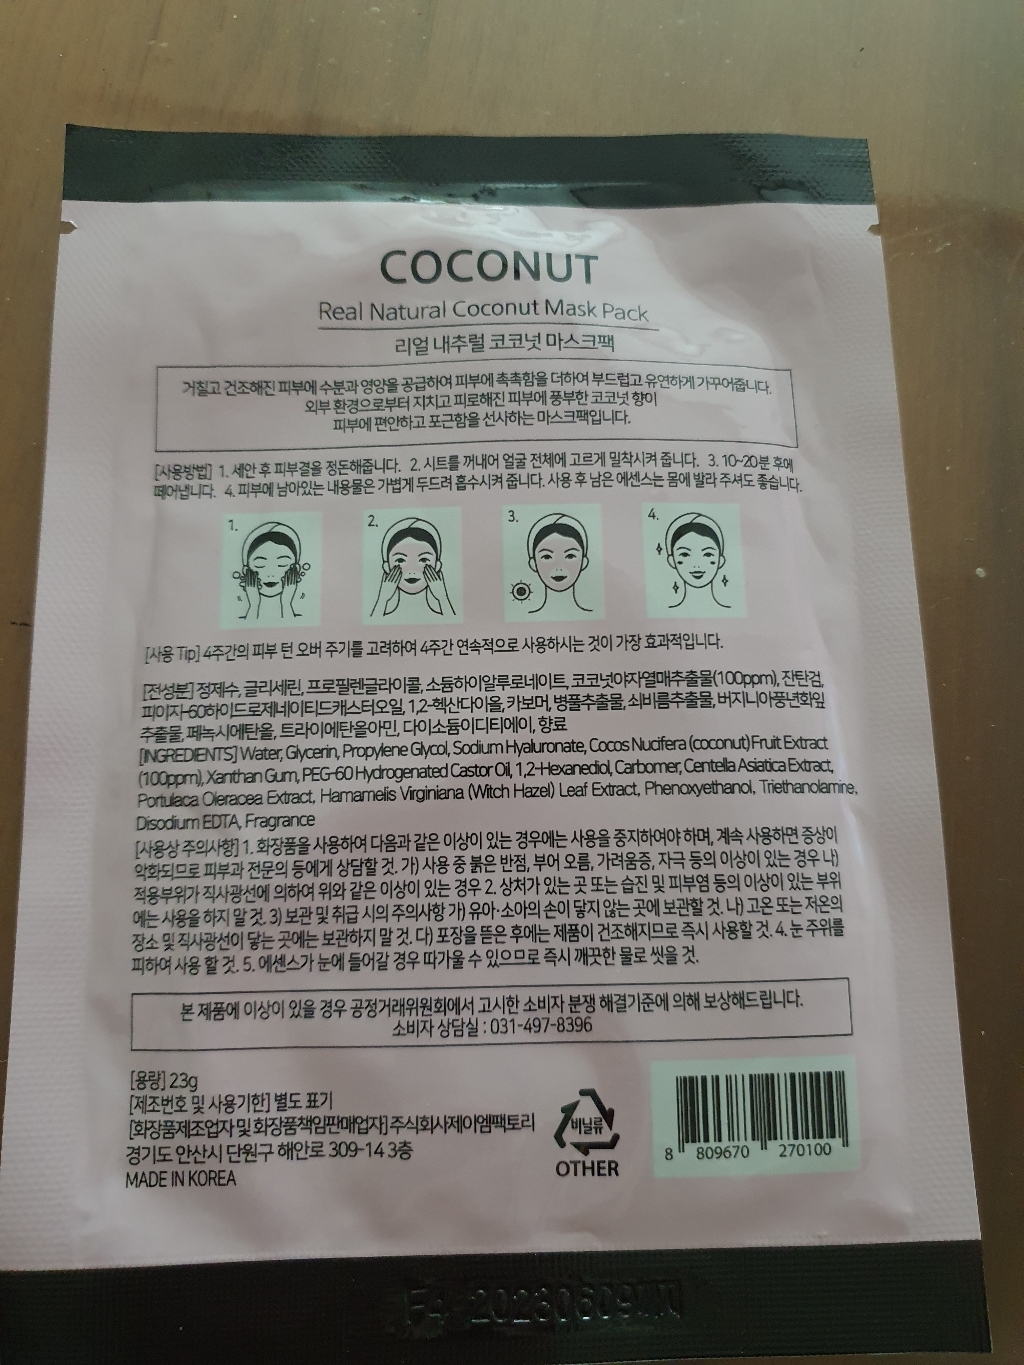 COCONUT
Real Natural Coconut Mask Pack
리얼 내추럴 코코넛 마스크팩
거칠고 건조해진 피부에 수분과 영양을 공급하여 피부에 촉촉함을 더하여 부드럽고 유연하게 가꾸어줍니다.
외부 환경으로부터 지치고 피로해진 피부에 풍부한 코코넛 향이
피부에 편안하고 포근함을 선사하는 마스크팩입니다.
[사용방법] 1. 세안 후 피부결을 정돈해줍니다. 2. 시트를 꺼내어 얼굴 전체에 고르게 밀착시켜 줍니다. 3. 10~20분 후에
떼어냅니다. 4. 피부에 남아있는 내용물은 가볍게 두드려 흡수시켜 줍니다. 사용 후 남은 에센스는 몸에 발라 주셔도 좋습니다.
1. 2. 3. 4.
[사용 Tip] 4주간의 피부 턴 오버 주기를 고려하여 4주간 연속적으로 사용하시는 것이 가장 효과적입니다.
[전성분] 정제수, 글리세린, 프로필렌글라이콜, 소듐하이알루로네이트, 코코넛야자열매추출물(100ppm), 잔탄검,
피이지-60하이드로제네이티드캐스터오일, 1,2-헥산다이올, 카보머, 병풀추출물, 쇠비름추출물, 버지니아풍년화잎
추출물, 페녹시에탄올, 트라이에탄올아민, 다이소듐이디티에이, 향료
[INGREDIENTS] Water, Glycerin, Propylene Glycol, Sodium Hyaluronate, Cocos Nucifera (coconut) Fruit Extract
(100ppm), Xanthan Gum, PEG-60 Hydrogenated Castor Oil, 1,2-Hexanediol, Carbomer, Centella Asiatica Extract,
Portulaca Oleracea Extract, Hamamelis Virginiana (Witch Hazel) Leaf Extract, Phenoxyethanol, Triethanolamine,
Disodium EDTA, Fragrance
[사용상 주의사항] 1. 화장품을 사용하여 다음과 같은 이상이 있는 경우에는 사용을 중지하여야 하며, 계속 사용하면 증상이
악화되므로 피부과 전문의 등에게 상담할 것. 가) 사용 중 붉은 반점, 부어 오름, 가려움증, 자극 등의 이상이 있는 경우 나)
적용부위가 직사광선에 의하여 위와 같은 이상이 있는 경우 2. 상처가 있는 곳 또는 습진 및 피부염 등의 이상이 있는 부위
에는 사용을 하지 말 것. 3) 보관 및 취급 시의 주의사항 가) 유아·소아의 손이 닿지 않는 곳에 보관할 것. 나) 고온 또는 저온의
장소 및 직사광선이 닿는 곳에는 보관하지 말 것. 다) 포장을 뜯은 후에는 제품이 건조해지므로 즉시 사용할 것. 4. 눈 주위를
피하여 사용 할 것. 5. 에센스가 눈에 들어갈 경우 따가울 수 있으므로 즉시 깨끗한 물로 씻을 것.
본 제품에 이상이 있을 경우 공정거래위원회에서 고시한 소비자 분쟁 해결기준에 의해 보상해드립니다.
소비자 상담실 : 031-497-8396
[용량] 23g
[제조번호 및 사용기한] 별도 표기
[화장품제조업자 및 화장품책임판매업자] 주식회사제이엠팩토리
경기도 안산시 단원구 해안로 309-14 3층
MADE IN KOREA
비닐류
OTHER
8 809670 270100